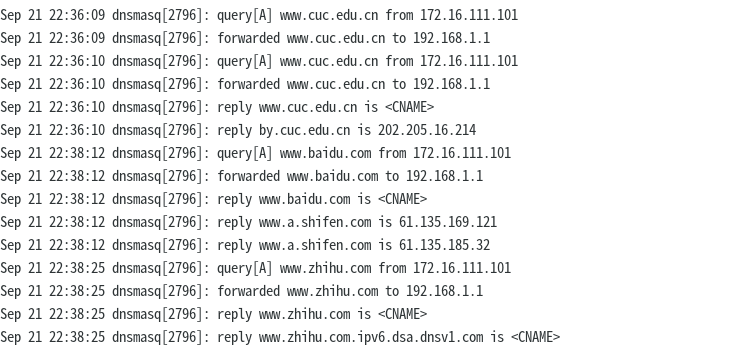 Sep 21 22:36:09 dnsmasq[2796]: query[A] www.cuc.edu.cn from 172.16.111.101
Sep 21 22:36:09 dnsmasq[2796]: forwarded www.cuc.edu.cn to 192.168.1.1
Sep 21 22:36:10 dnsmasq[2796]: query[A] www.cuc.edu.cn from 172.16.111.101
Sep 21 22:36:10 dnsmasq[2796]: forwarded www.cuc.edu.cn to 192.168.1.1
Sep 21 22:36:10 dnsmasq[2796]: reply www.cuc.edu.cn is <CNAME>
Sep 21 22:36:10 dnsmasq[2796]: reply by.cuc.edu.cn is 202.205.16.214
Sep 21 22:38:12 dnsmasq[2796]: query[A] www.baidu.com from 172.16.111.101
Sep 21 22:38:12 dnsmasq[2796]: forwarded www.baidu.com to 192.168.1.1
Sep 21 22:38:12 dnsmasq[2796]: reply www.baidu.com is <CNAME>
Sep 21 22:38:12 dnsmasq[2796]: reply www.a.shifen.com is 61.135.169.121
Sep 21 22:38:12 dnsmasq[2796]: reply www.a.shifen.com is 61.135.185.32
Sep 21 22:38:25 dnsmasq[2796]: query[A] www.zhihu.com from 172.16.111.101
Sep 21 22:38:25 dnsmasq[2796]: forwarded www.zhihu.com to 192.168.1.1
Sep 21 22:38:25 dnsmasq[2796]: reply www.zhihu.com is <CNAME>
Sep 21 22:38:25 dnsmasq[2796]: reply www.zhihu.com.ipv6.dsa.dnsv1.com is <CNAME>